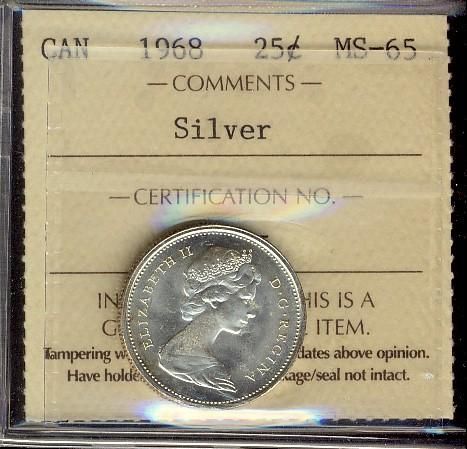 CAN 1968 25¢ MS-65
— COMMENTS —
Silver
— CERTIFICATION NO. —
IN HIS IS A
G ITEM.
Tampering w dates above opinion.
Have holde kage/seal not intact.
ELIZABETH II D·G·REGINA